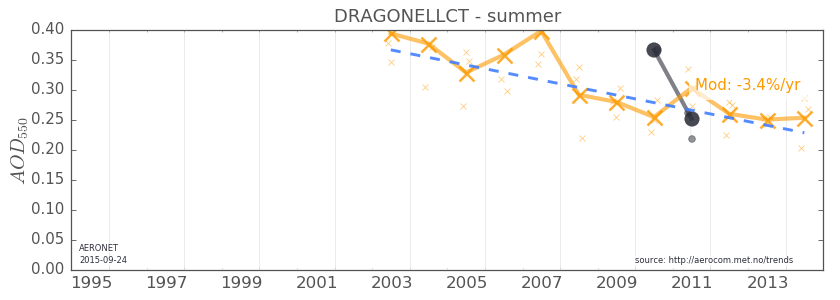 DRAGONELLCT - summer
0.40
0.35
0.30
0.25
0.20
0.15
0.10
0.05
0.00
AOD550
Mod: -3.4%/yr
AERONET
2015-09-24
source: http://aerocom.met.no/trends
1995 1997 1999 2001 2003 2005 2007 2009 2011 2013